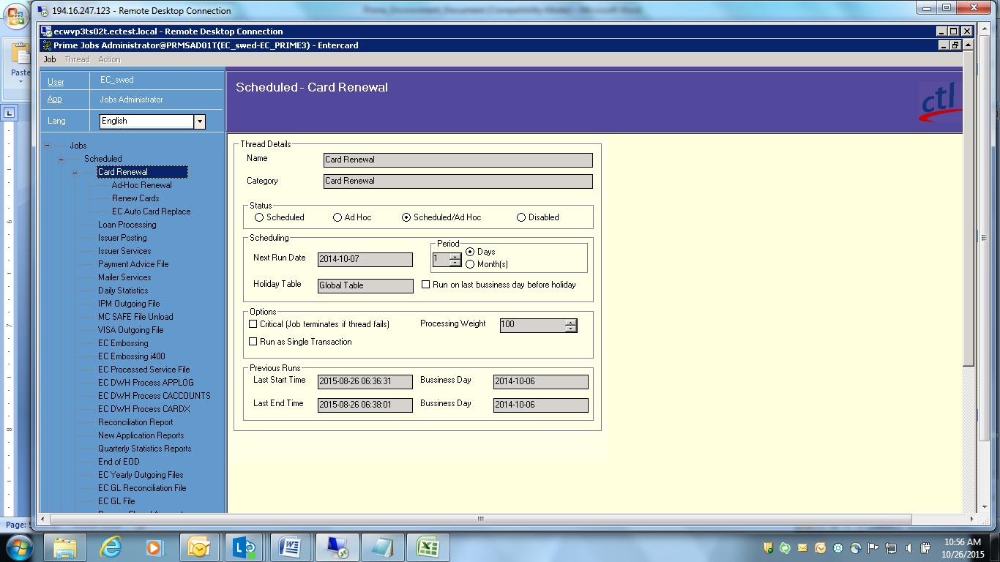 194.16.247.123 - Remote Desktop Connection
ecwvp3ts02t.ectest.local - Remote Desktop Connection
Prime Jobs Administrator@PRMSAD01T(EC_swed-EC_PRIME3) - Entercard
Job Thread Action
Paste
User EC_swed
App Jobs Administrator
Lang English
Scheduled - Card Renewal
ctl
Jobs
Scheduled
Card Renewal
Ad-Hoc Renewal
Renew Cards
EC Auto Card Replace
Loan Processing
Issuer Posting
Issuer Services
Payment Advice File
Mailer Services
Daily Statistics
IPM Outgoing File
MC SAFE File Unload
VISA Outgoing File
EC Embossing
EC Embossing i400
EC Processed Service File
EC DWH Process APPLOG
EC DWH Process CACCOUNTS
EC DWH Process CARDX
Reconciliation Report
New Application Reports
Quarterly Statistics Reports
End of EOD
EC Yearly Outgoing Files
EC GL Reconciliation File
EC GL File
Thread Details
Name Card Renewal
Category Card Renewal
Status
Scheduled Ad Hoc Scheduled/Ad Hoc Disabled
Scheduling
Next Run Date 2014-10-07
Period
1 Days
Month(s)
Holiday Table Global Table Run on last bussiness day before holiday
Options
Critical (Job terminates if thread fails) Processing Weight 100
Run as Single Transaction
Previous Runs
Last Start Time 2015-08-26 06:36:31 Bussiness Day 2014-10-06
Last End Time 2015-08-26 06:38:01 Bussiness Day 2014-10-06
6
7
8
Page:
10:56 AM
10/26/2015